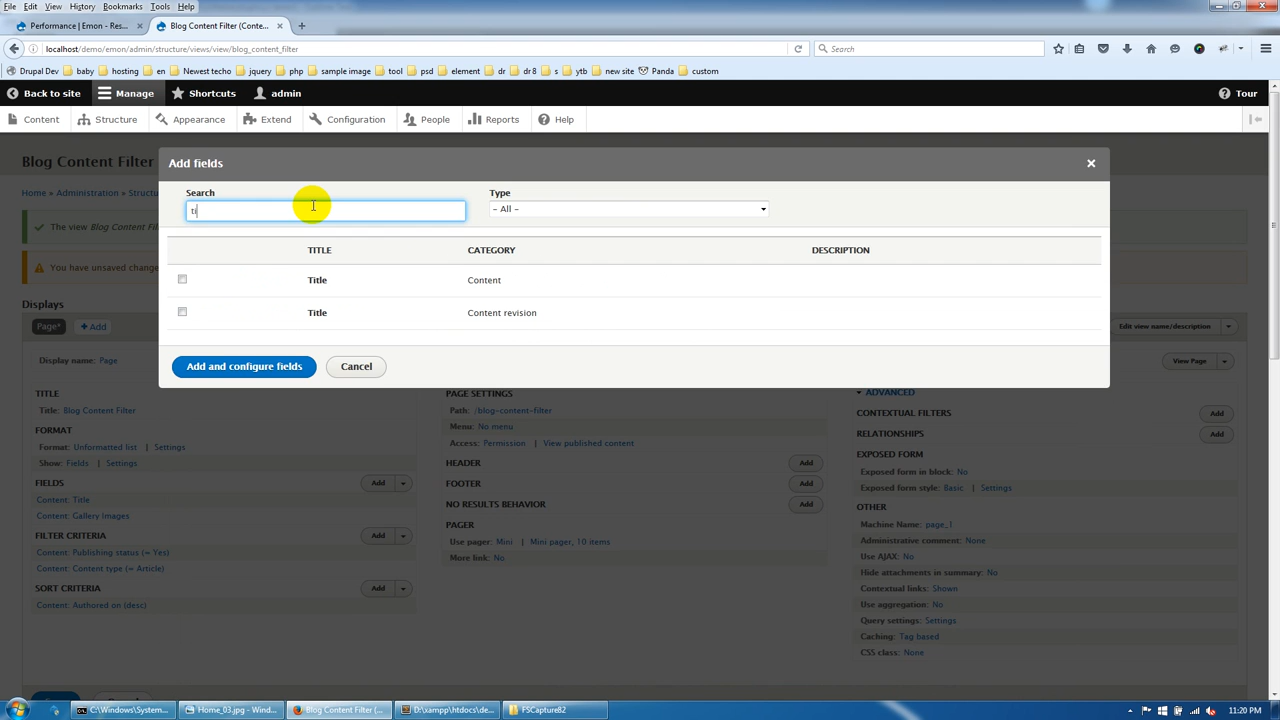 File Edit View History Bookmarks Tools Help
Performance | Emon - Res... × Blog Content Filter (Conte... × +
localhost/demo/emon/admin/structure/views/view/blog_content_filter Search
Drupal Dev baby hosting en Newest techo jquery php sample image tool psd element dr dr 8 s ytb new site Panda custom
Back to site Manage Shortcuts admin Tour
Content Structure Appearance Extend Configuration People Reports Help
Blog Content Filter
Add fields ×
Home » Administration » Structu
Search Type
ti - All -
The view Blog Content Filter
TITLE CATEGORY DESCRIPTION
You have unsaved change
Title Content
Title Content revision
Displays
Page* + Add Edit view name/description
Display name: Page View Page
Add and configure fields Cancel
TITLE PAGE SETTINGS ADVANCED
Title: Blog Content Filter Path: /blog-content-filter CONTEXTUAL FILTERS Add
FORMAT Menu: No menu RELATIONSHIPS Add
Format: Unformatted list | Settings Access: Permission | View published content EXPOSED FORM
Show: Fields | Settings HEADER Add Exposed form in block: No
FIELDS Add FOOTER Add Exposed form style: Basic | Settings
Content: Title NO RESULTS BEHAVIOR Add OTHER
Content: Gallery Images PAGER Machine Name: page_1
FILTER CRITERIA Add Use pager: Mini | Mini pager, 10 items Administrative comment: None
Content: Publishing status (= Yes) More link: No Use AJAX: No
Content: Content type (= Article) Hide attachments in summary: No
SORT CRITERIA Add Contextual links: Shown
Content: Authored on (desc) Use aggregation: No
Query settings: Settings
Caching: Tag based
CSS class: None
C:\Windows\System... Home_03.jpg - Wind... Blog Content Filter (... D:\xampp\htdocs\de... FSCapture82 11:20 PM